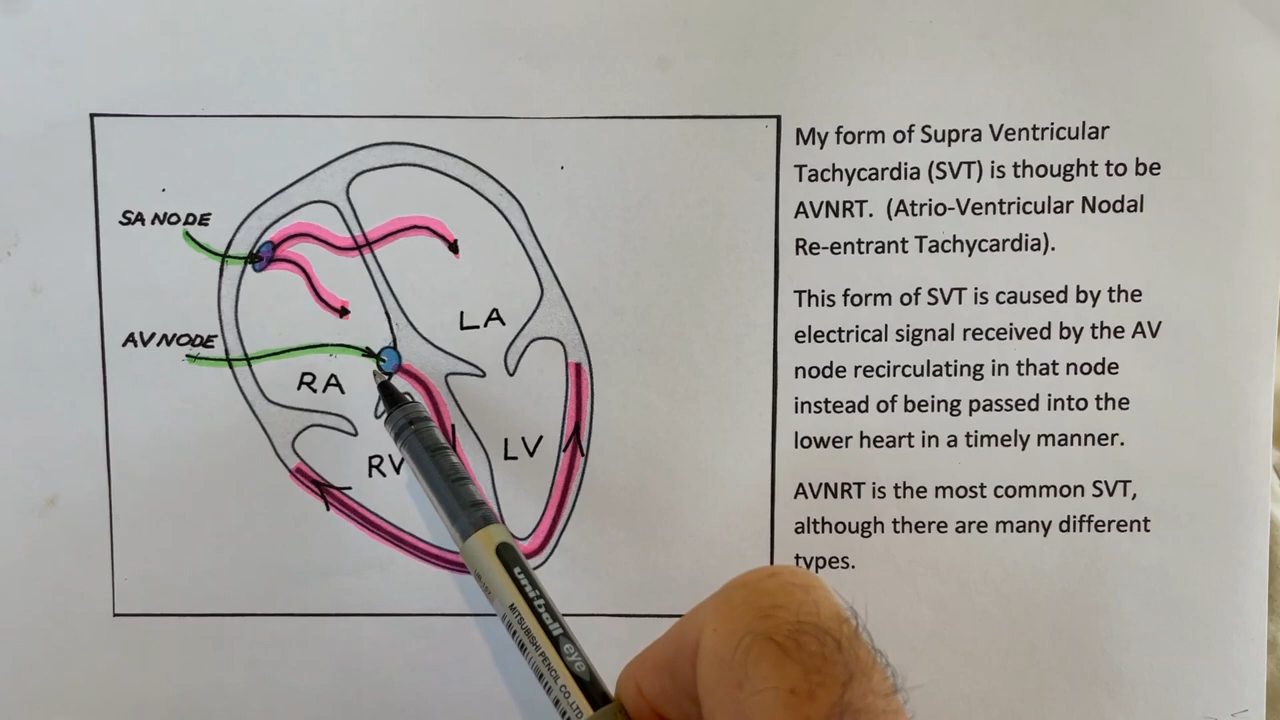 My form of Supra Ventricular
Tachycardia (SVT) is thought to be
AVNRT. (Atrio-Ventricular Nodal
Re-entrant Tachycardia).
This form of SVT is caused by the
electrical signal received by the AV
node recirculating in that node
instead of being passed into the
lower heart in a timely manner.
AVNRT is the most common SVT,
although there are many different
types.
SA NODE
AV NODE
LA
RA
LV
RV
uni-ball eye
MITSUBISHI PENCIL CO.,LTD